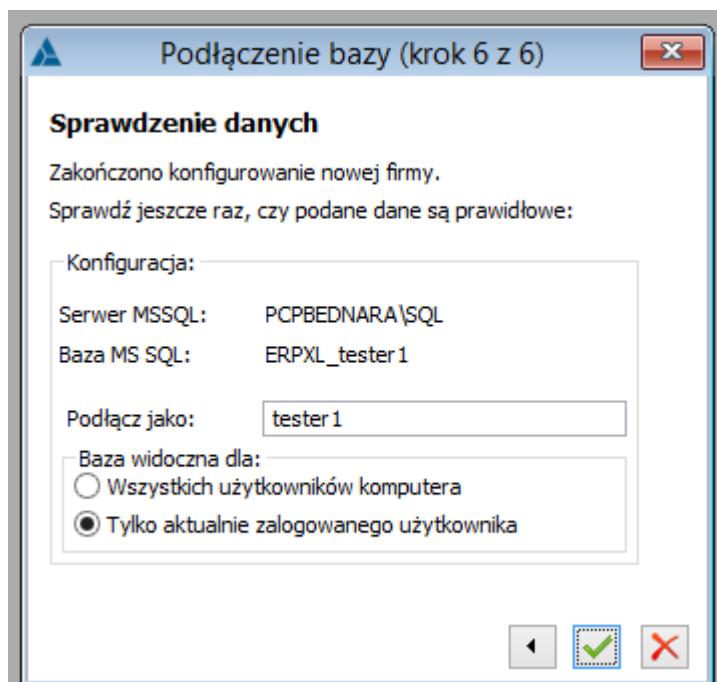 Podłączenie bazy (krok 6 z 6)
Sprawdzenie danych
Zakończono konfigurowanie nowej firmy.
Sprawdź jeszcze raz, czy podane dane są prawidłowe:
Konfiguracja:
Serwer MSSQL: PCPBEDNARA\SQL
Baza MS SQL: ERPXL_tester1
Podłącz jako: tester1
Baza widoczna dla:
Wszystkich użytkowników komputera
Tylko aktualnie zalogowanego użytkownika